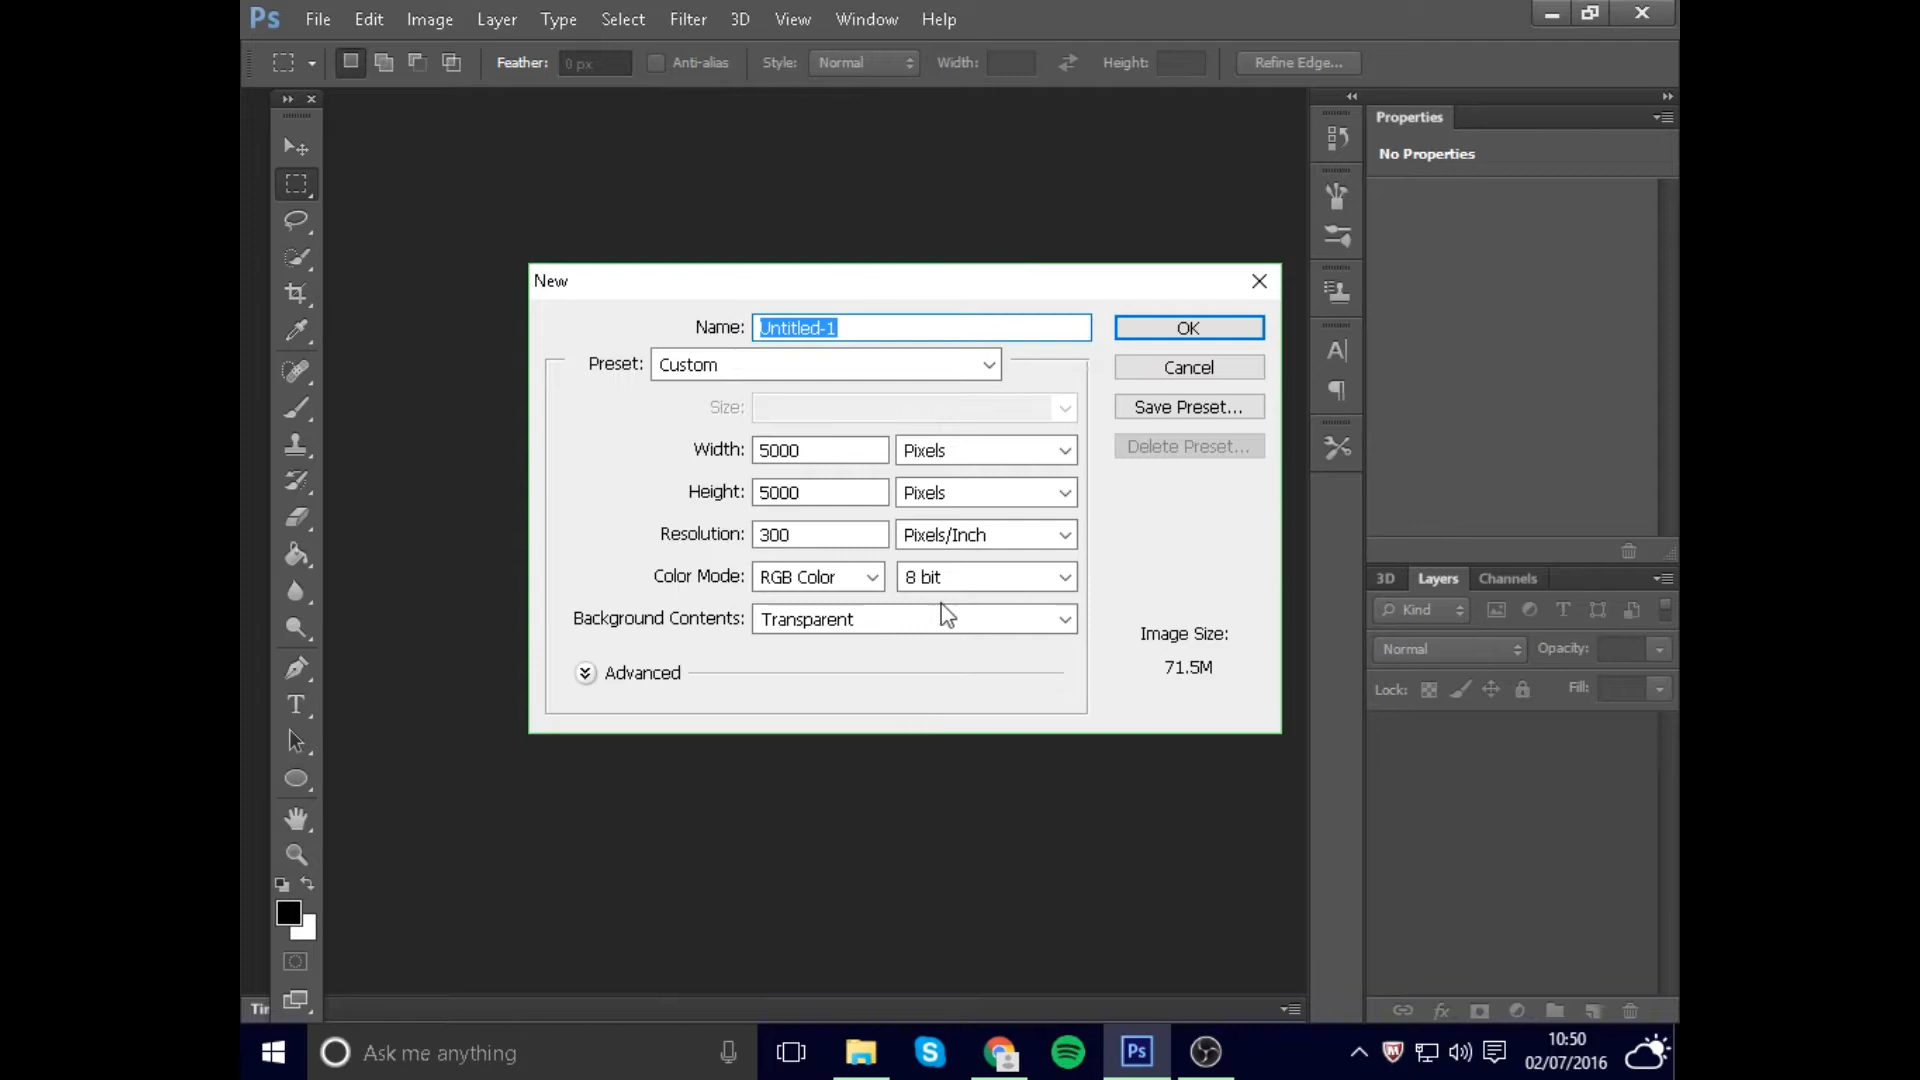 Ps File Edit Image Layer Type Select Filter 3D View Window Help
Feather: 0 px Anti-alias Style: Normal Width: Height: Refine Edge...
Properties
No Properties
New
Name: Untitled-1 OK
Preset: Custom Cancel
Size: Save Preset...
Width: 5000 Pixels Delete Preset...
Height: 5000 Pixels
Resolution: 300 Pixels/Inch
Color Mode: RGB Color 8 bit
Background Contents: Transparent
Image Size:
Advanced 71.5M
3D Layers Channels
Kind
Normal Opacity:
Lock: Fill:
Ask me anything
Ps
10:50
02/07/2016